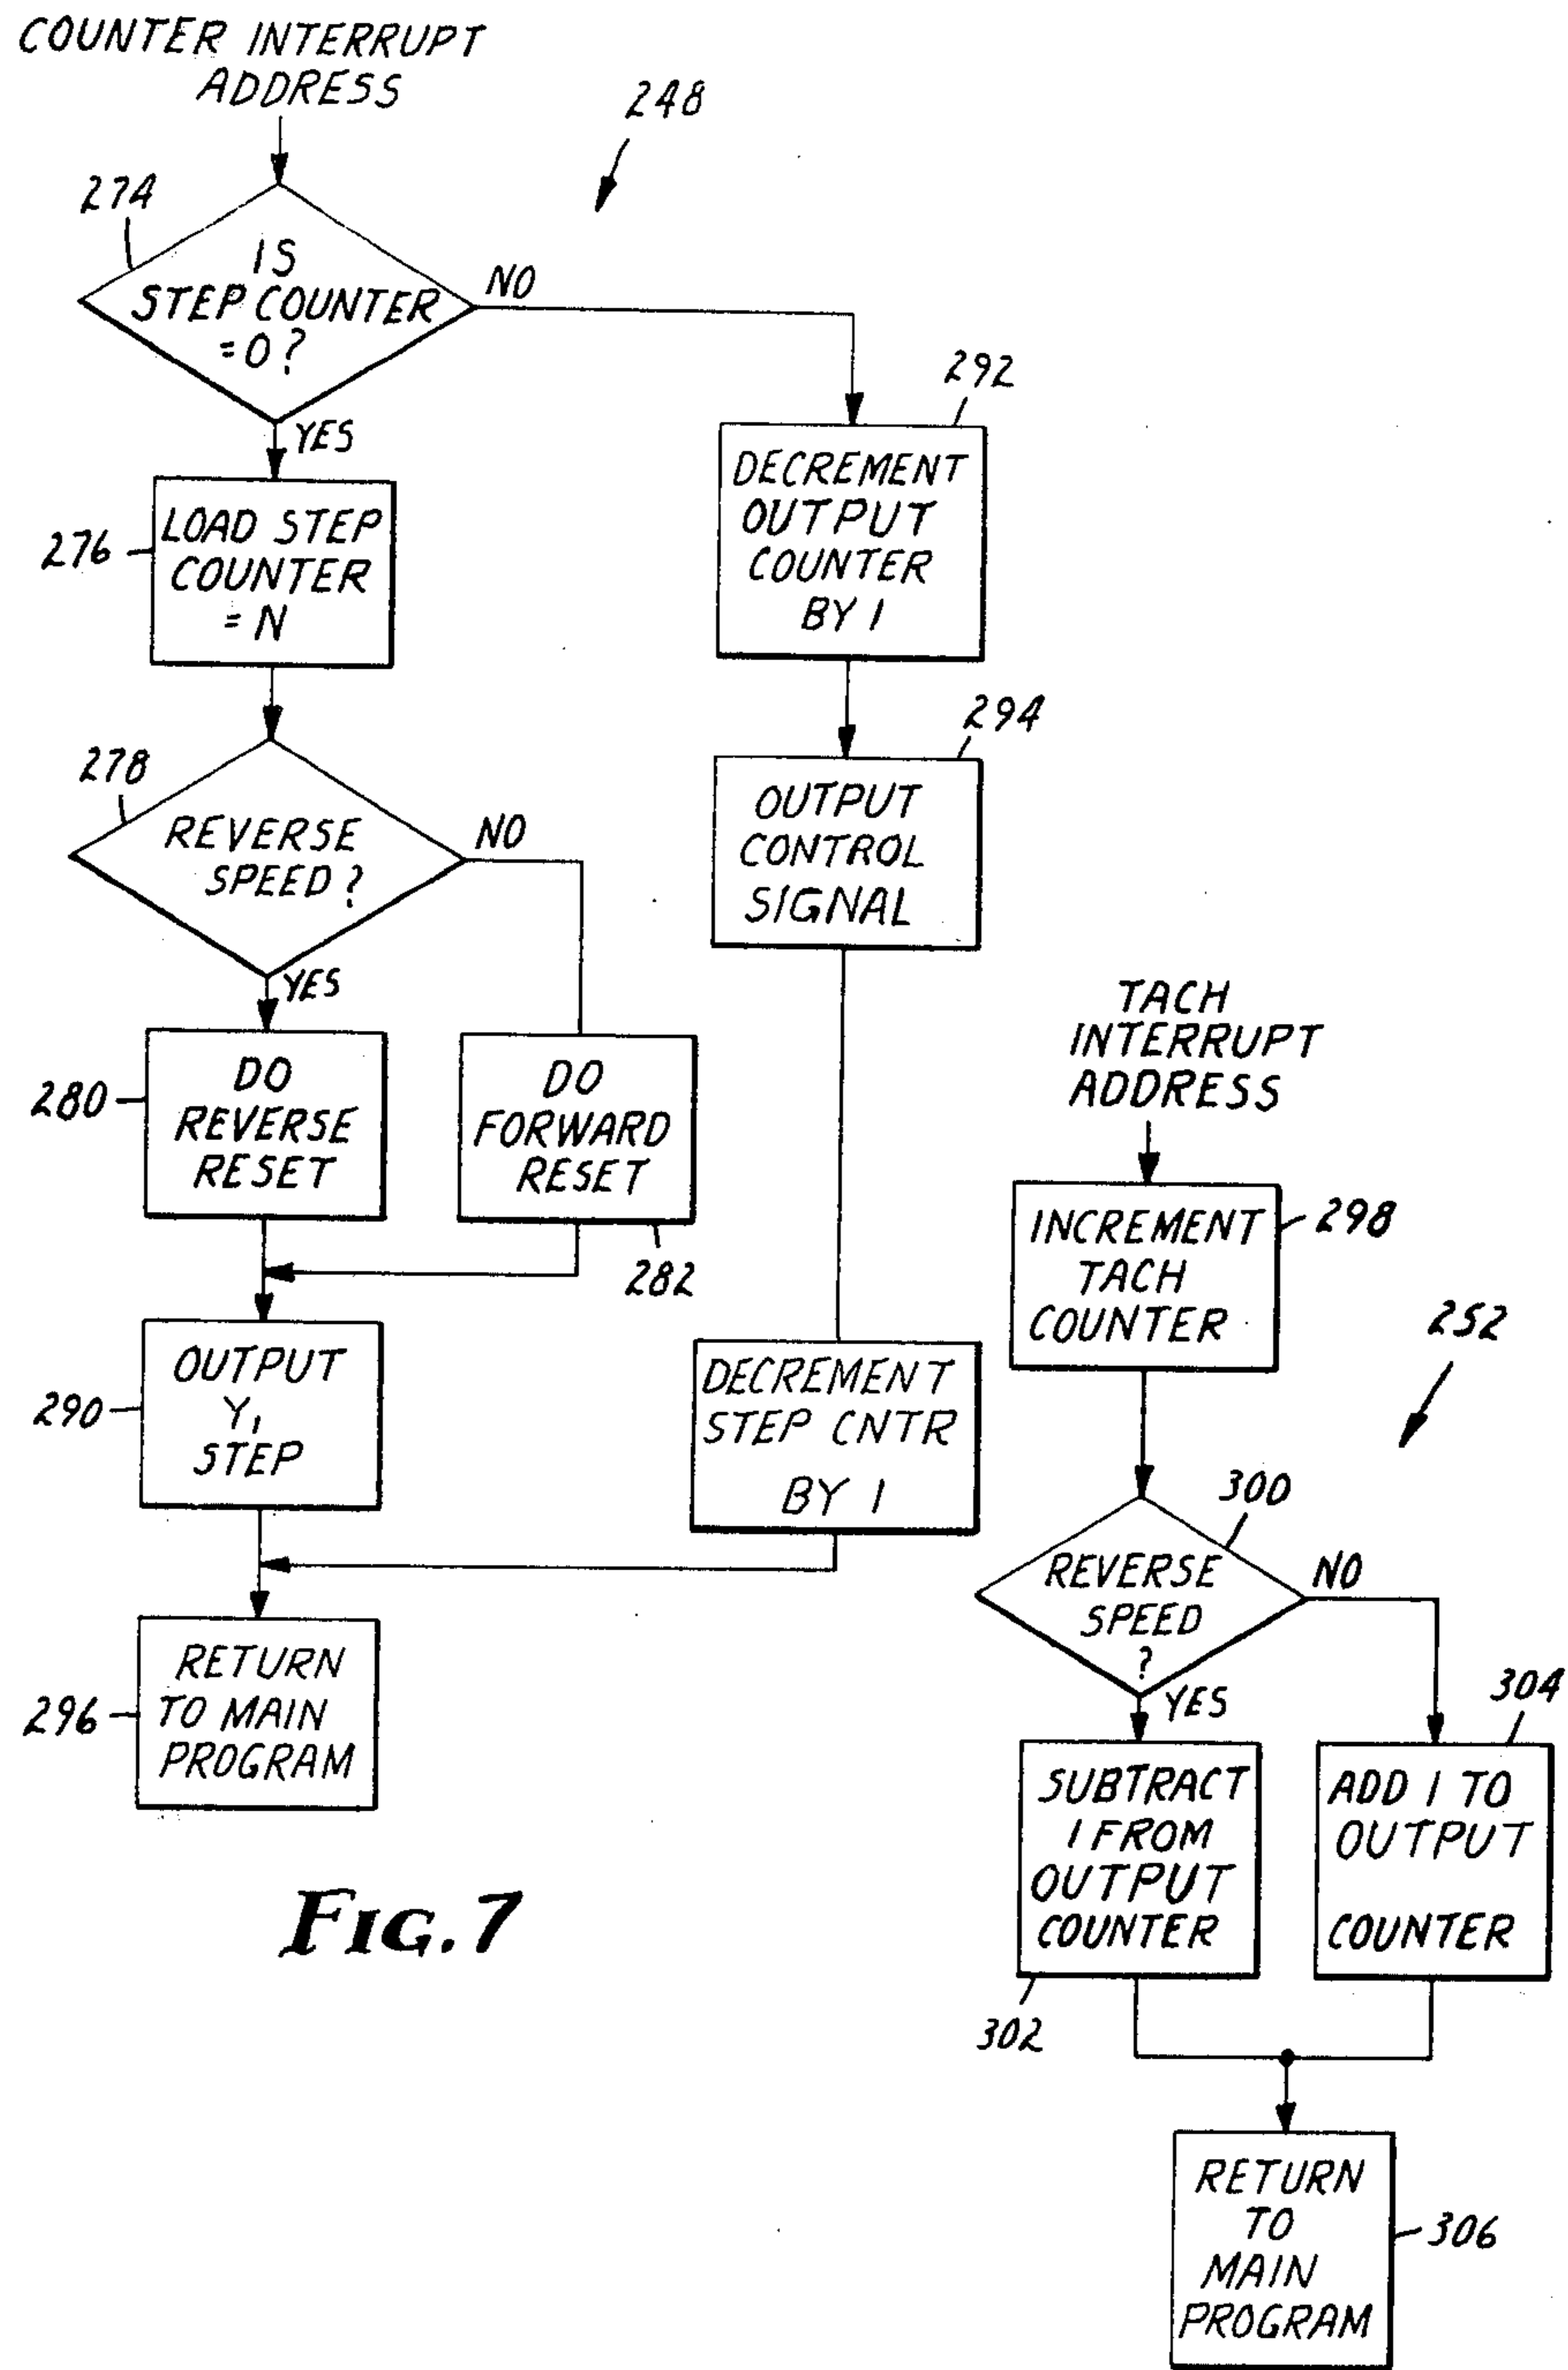 COUNTER INTERRUPT
ADDRESS
248
274
IS
STEP COUNTER
=0?
NO
YES
276
LOAD STEP
COUNTER
=N
292
DECREMENT
OUTPUT
COUNTER
BY 1
294
OUTPUT
CONTROL
SIGNAL
278
REVERSE
SPEED?
NO
YES
280
DO
REVERSE
RESET
DO
FORWARD
RESET
282
290
OUTPUT
Y,
STEP
DECREMENT
STEP CNTR
BY 1
296
RETURN
TO MAIN
PROGRAM
TACH
INTERRUPT
ADDRESS
INCREMENT
TACH
COUNTER
298
252
300
REVERSE
SPEED
?
NO
YES
304
SUBTRACT
1 FROM
OUTPUT
COUNTER
302
ADD 1 TO
OUTPUT
COUNTER
RETURN
TO
MAIN
PROGRAM
306
FIG. 7